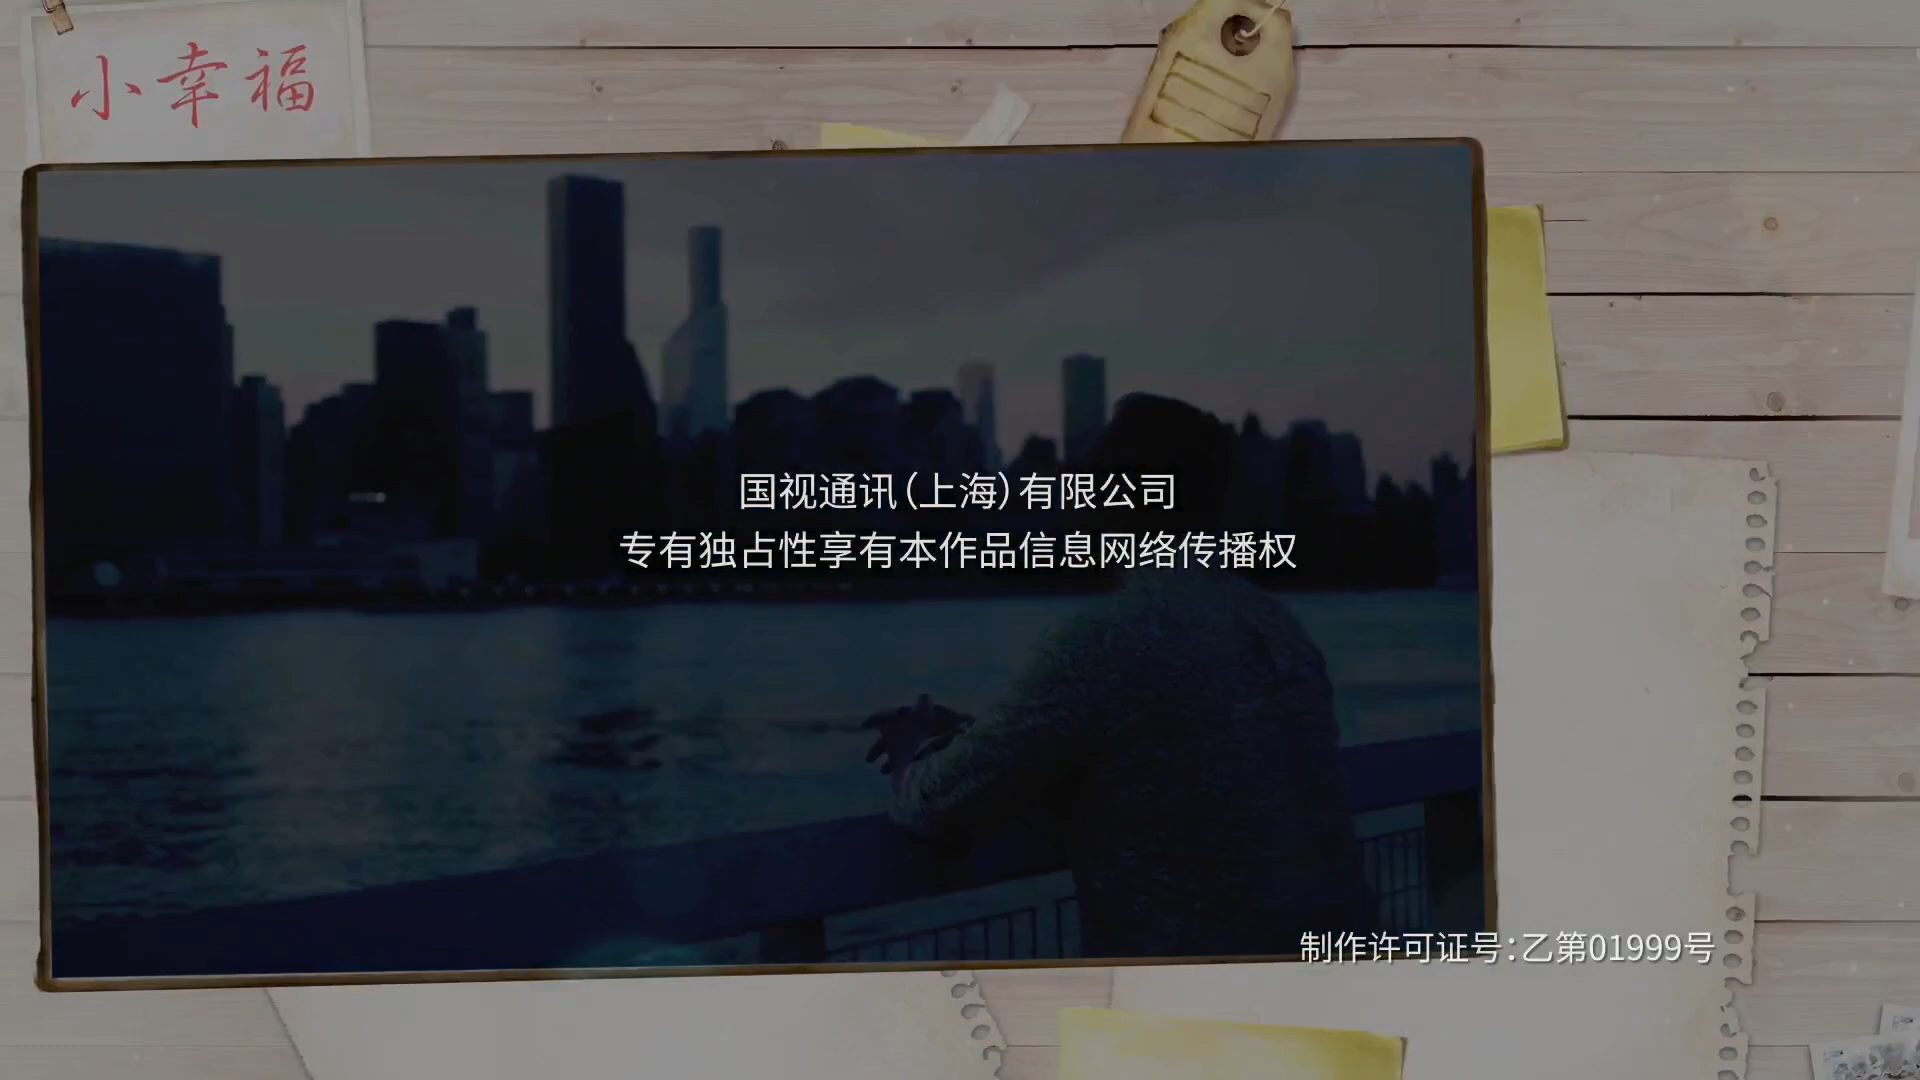 小幸福
国视通讯(上海)有限公司
专有独占性享有本作品信息网络传播权
制作许可证号:乙第01999号